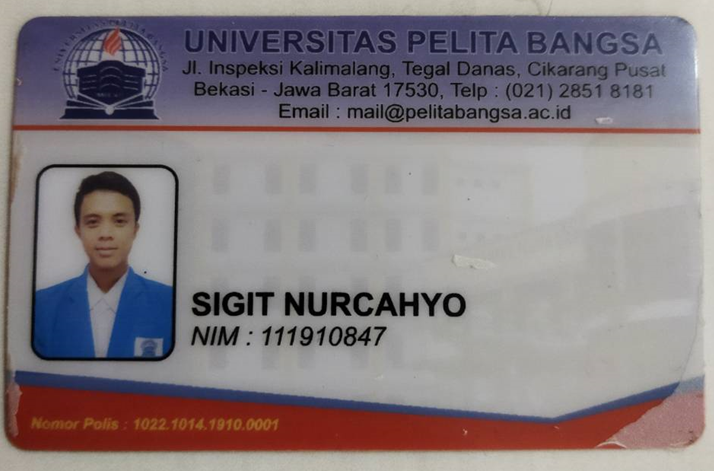 UNIVERSITAS PELITA BANGSA
Jl. Inspeksi Kalimalang, Tegal Danas, Cikarang Pusat
Bekasi - Jawa Barat 17530, Telp : (021) 2851 8181
Email : mail@pelitabangsa.ac.id
SIGIT NURCAHYO
NIM : 111910847
Nomor Polis : 1022.1014.1910.0001